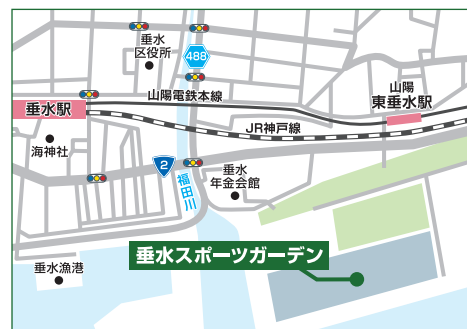 垂水
区役所
488
山陽電鉄本線
山陽
東垂水駅
垂水駅
JR神戸線
海神社
2
福田川
垂水
年金会館
垂水スポーツガーデン
垂水漁港